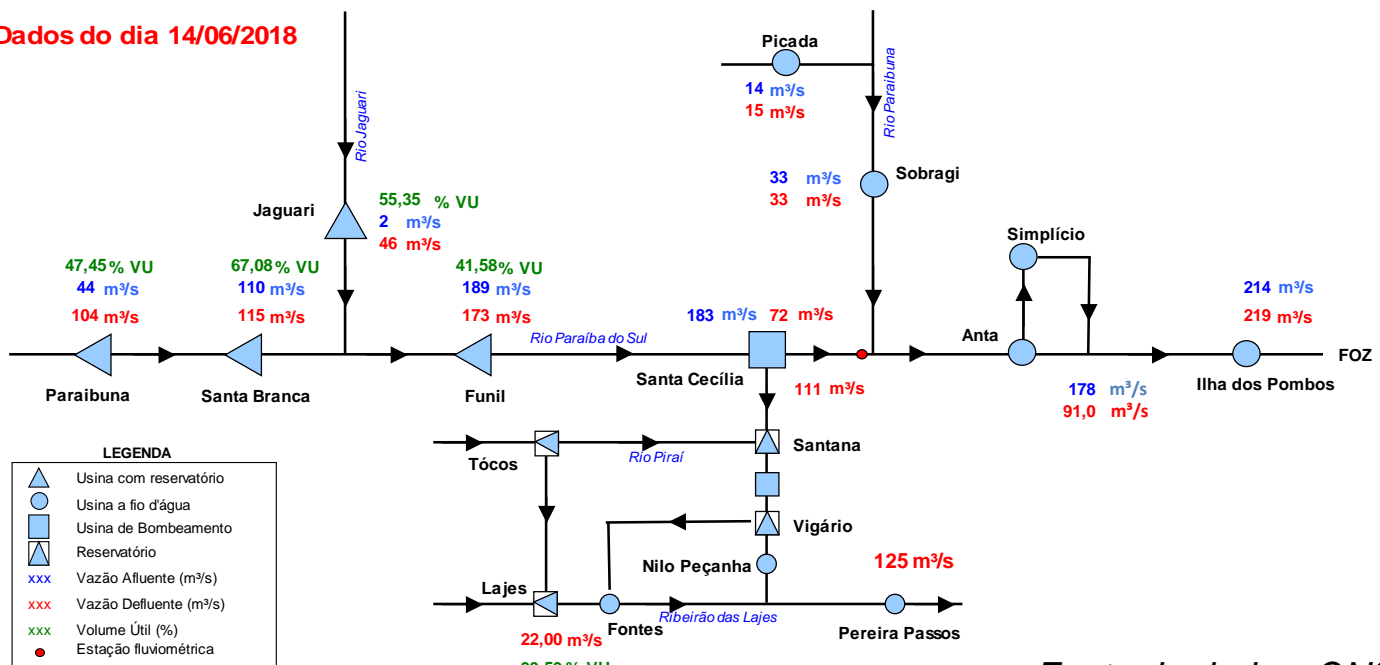 Dados do dia 14/06/2018
Picada
14 m³/s
15 m³/s
Rio Paraibuna
Rio Jaguari
Sobragi
33 m³/s
33 m³/s
Jaguari
55,35 % VU
2 m³/s
46 m³/s
Simplício
47,45% VU
44 m³/s
104 m³/s
67,08% VU
110 m³/s
115 m³/s
41,58% VU
189 m³/s
173 m³/s
214 m³/s
219 m³/s
183 m³/s 72 m³/s
Rio Paraíba do Sul
Anta
FOZ
Paraibuna
Santa Branca
Funil
Santa Cecília
111 m³/s
178 m³/s
91,0 m³/s
Ilha dos Pombos
Tócos
Rio Piraí
Santana
Vigário
Nilo Peçanha
125 m³/s
Lajes
Fontes
Ribeirão das Lajes
Pereira Passos
22,00 m³/s
LEGENDA
Usina com reservatório
Usina a fio d'água
Usina de Bombeamento
Reservatório
xxx Vazão Afluente (m³/s)
xxx Vazão Defluente (m³/s)
xxx Volume Útil (%)
Estação fluviométrica